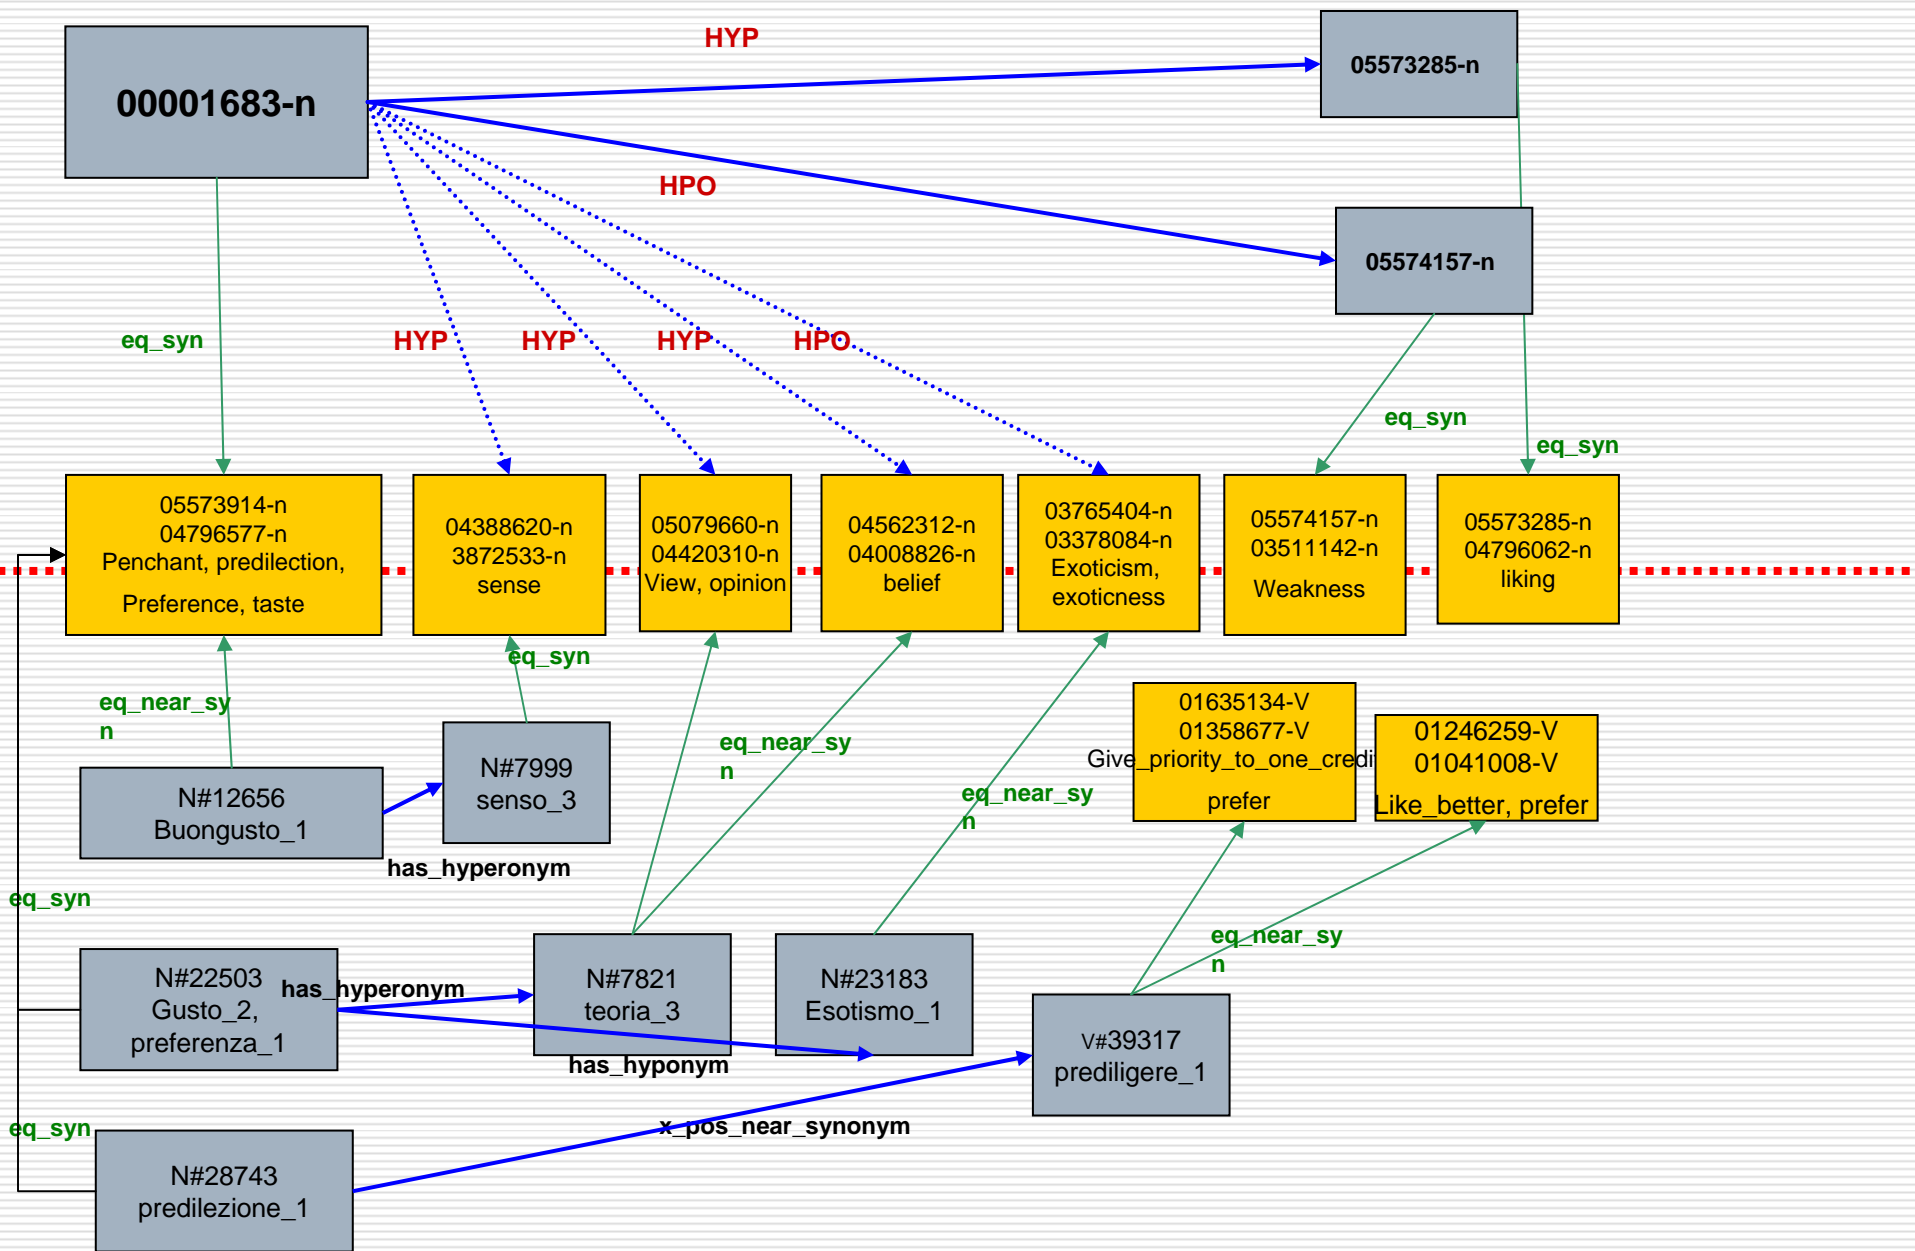 HYP
05573285-n
00001683-n
HPO
05574157-n
eq_syn
HYP
HYP
HYP
HPO
eq_syn
eq_syn
05573914-n
04796577-n
Penchant, predilection,
Preference, taste
04388620-n
3872533-n
sense
05079660-n
04420310-n
View, opinion
04562312-n
04008826-n
belief
03765404-n
03378084-n
Exoticism,
exoticness
05574157-n
03511142-n
Weakness
05573285-n
04796062-n
liking
eq_syn
eq_near_sy
n
N#7999
senso_3
eq_near_sy
n
01635134-V
01358677-V
Give_priority_to_one_credi
prefer
01246259-V
01041008-V
Like_better, prefer
N#12656
Buongusto_1
eq_near_sy
n
has_hyperonym
eq_syn
N#22503
Gusto_2,
preferenza_1
has_hyperonym
N#7821
teoria_3
N#23183
Esotismo_1
eq_near_sy
n
has_hyponym
V#39317
prediligere_1
eq_syn
x_pos_near_synonym
N#28743
predilezione_1